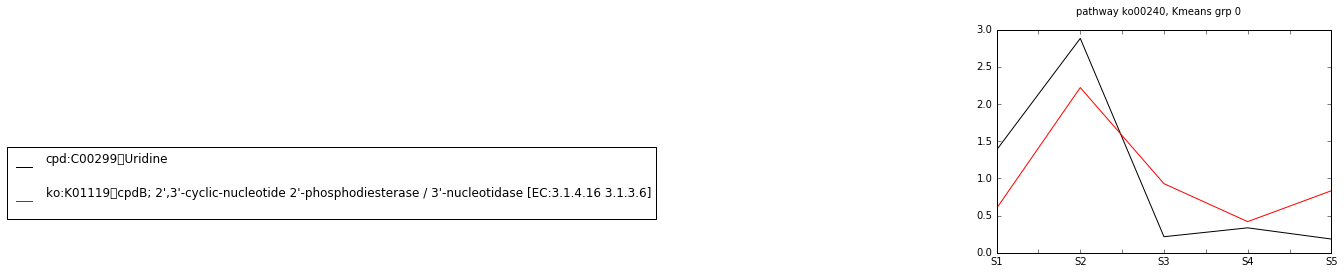 pathway ko00240, Kmeans grp 0
3.0
2.5
2.0
1.5
1.0
0.5
0.0
S1 S2 S3 S4 S5
cpd:C00299▯Uridine
ko:K01119▯cpdB; 2',3'-cyclic-nucleotide 2'-phosphodiesterase / 3'-nucleotidase [EC:3.1.4.16 3.1.3.6]